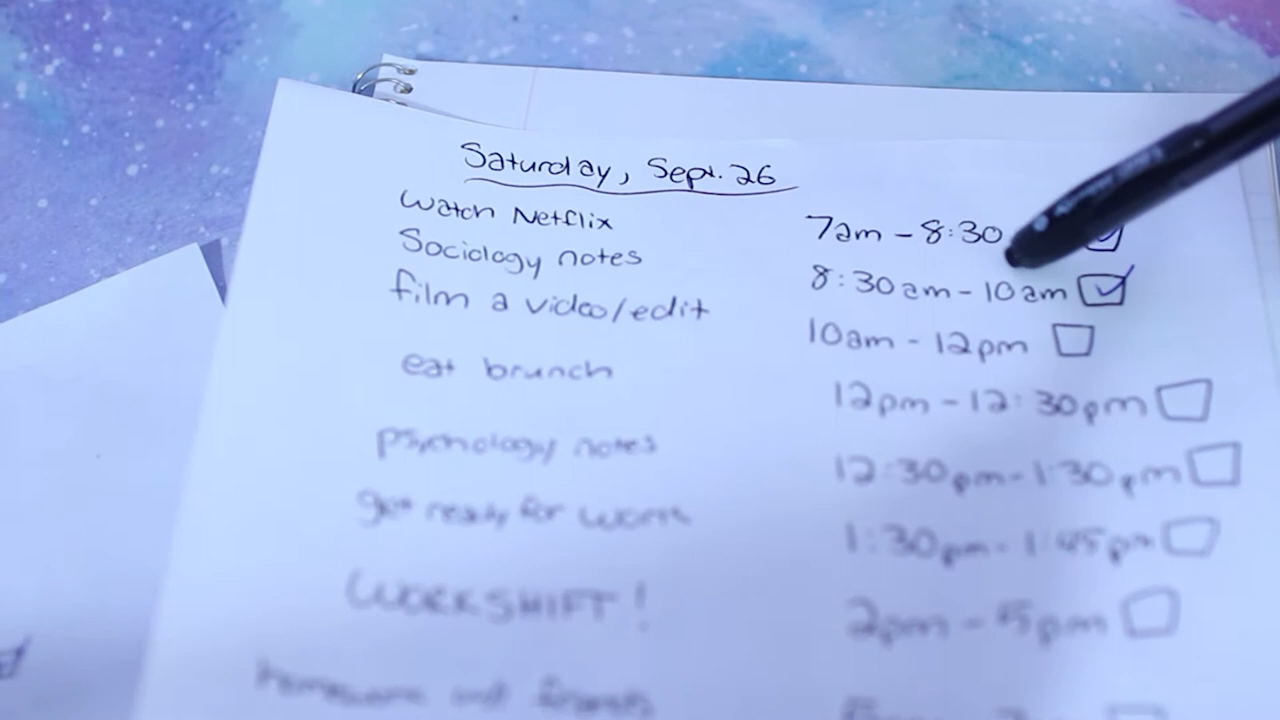 Saturday, Sept. 26
Watch Netflix 7am - 8:30
Sociology notes 8:30am - 10am
film a video/edit 10am - 12pm
eat brunch 12pm - 12:30pm
psychology notes 12:30pm - 1:30pm
get ready for work 1:30pm - 1:45pm
WORKSHIFT! 2pm - 5pm
homework